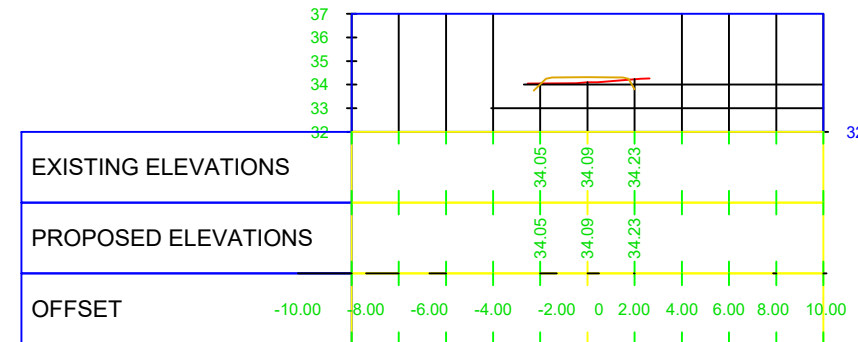 37
36
35
34
33
32
32
EXISTING ELEVATIONS 34.05 34.09 34.23
PROPOSED ELEVATIONS 34.05 34.09 34.23
OFFSET -10.00 -8.00 -6.00 -4.00 -2.00 0 2.00 4.00 6.00 8.00 10.00